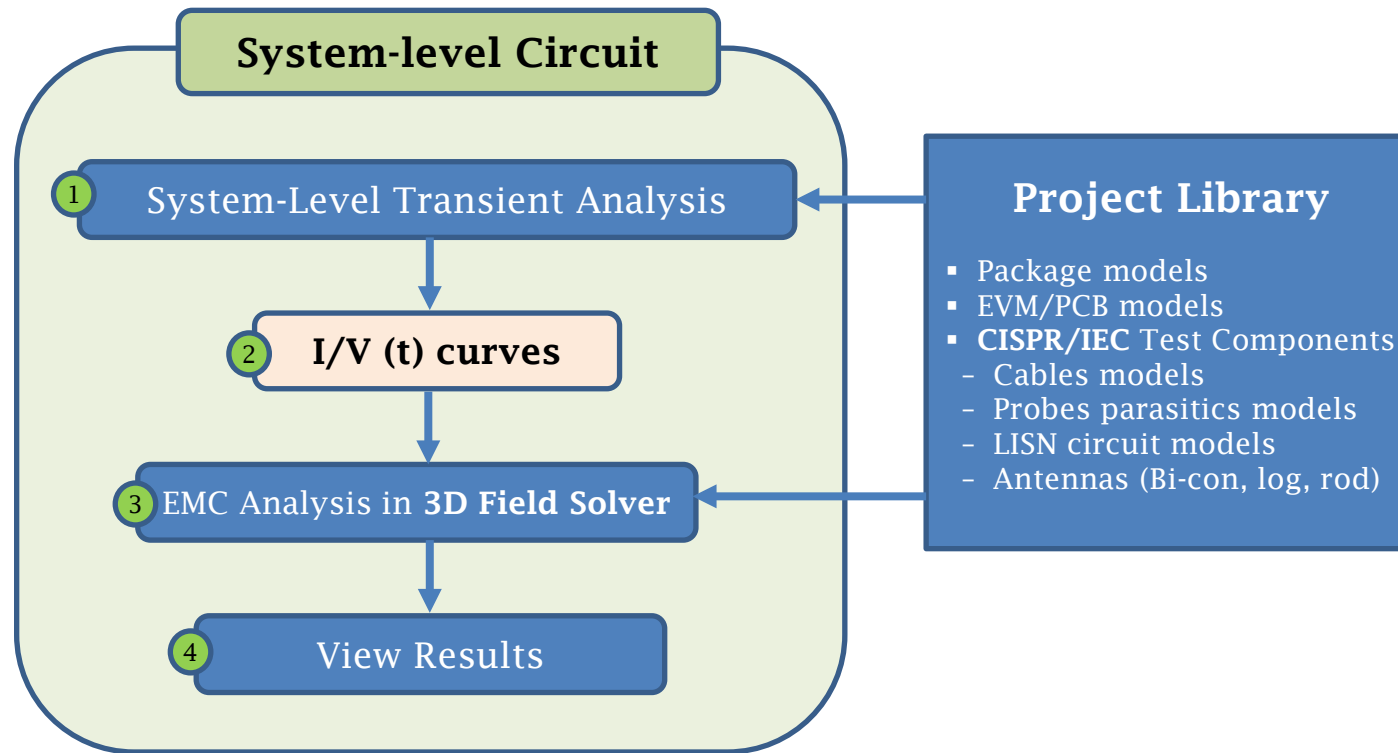 System-level Circuit
1
System-Level Transient Analysis
2
I/V (t) curves
3
EMC Analysis in 3D Field Solver
4
View Results
Project Library
▪ Package models
▪ EVM/PCB models
▪ CISPR/IEC Test Components
– Cables models
– Probes parasitics models
– LISN circuit models
– Antennas (Bi-con, log, rod)